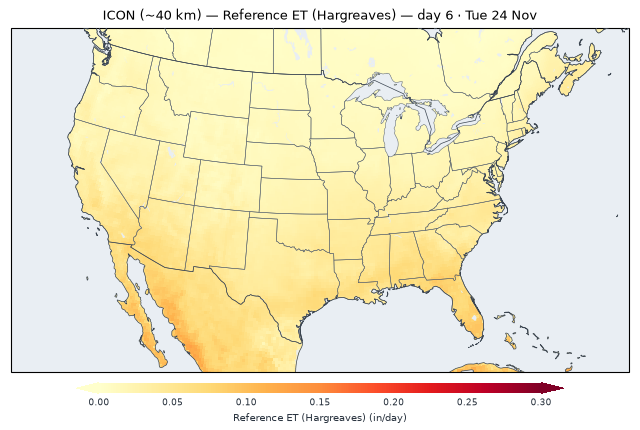 ICON (~40 km) — Reference ET (Hargreaves) — day 6 · Tue 24 Nov
0.00 0.05 0.10 0.15 0.20 0.25 0.30
Reference ET (Hargreaves) (in/day)